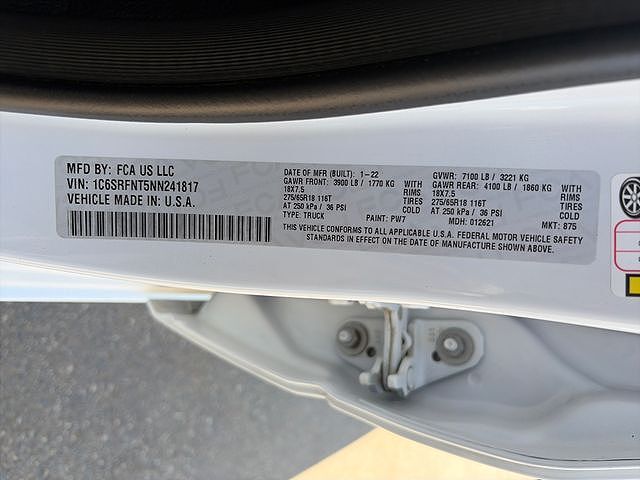 MFD BY: FCA US LLC
VIN: 1C6SRFNT5NN241817
VEHICLE MADE IN: U.S.A.
DATE OF MFR (BUILT): 1-22
GAWR FRONT: 3900 LB / 1770 KG WITH
18X7.5 RIMS
275/65R18 116T TIRES
AT 250 kPa / 36 PSI COLD
TYPE: TRUCK PAINT: PW7
GVWR: 7100 LB / 3221 KG
GAWR REAR: 4100 LB / 1860 KG WITH
18X7.5 RIMS
275/65R18 116T TIRES
AT 250 kPa / 36 PSI COLD
MDH: 012621 MKT: 875
THIS VEHICLE CONFORMS TO ALL APPLICABLE U.S.A. FEDERAL MOTOR VEHICLE SAFETY
STANDARDS IN EFFECT ON THE DATE OF MANUFACTURE SHOWN ABOVE.